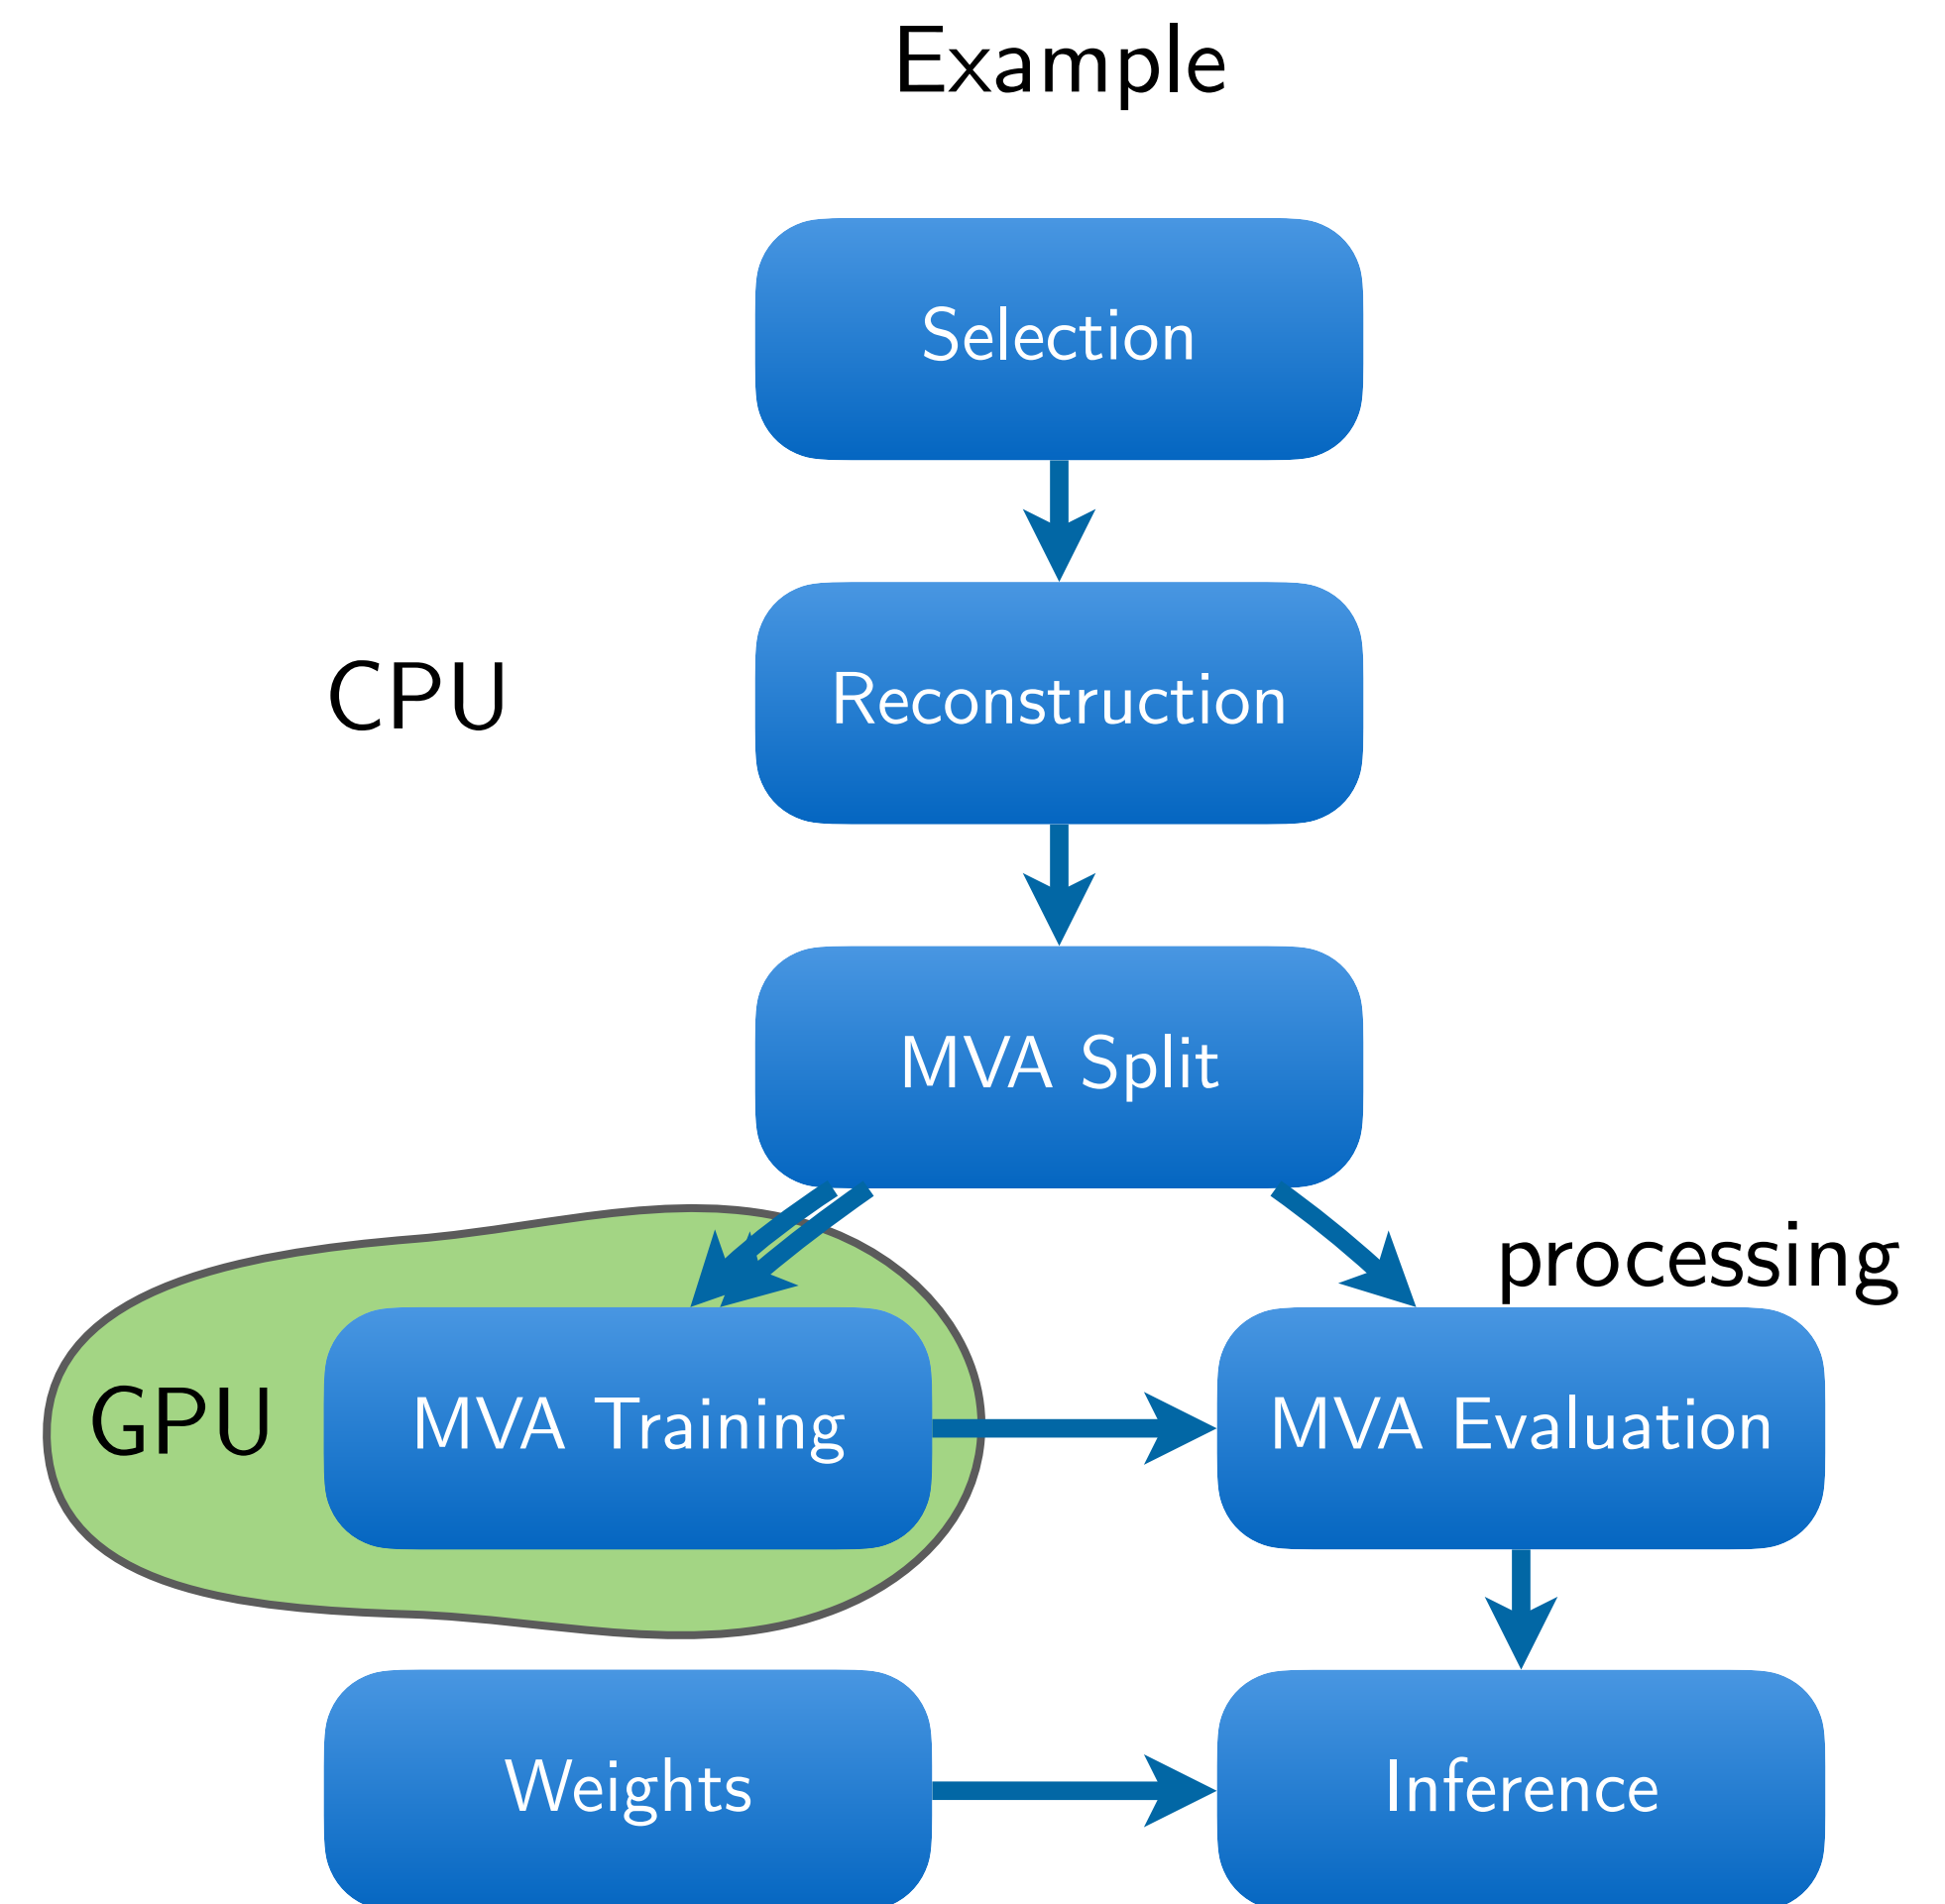 Example
Selection
CPU
Reconstruction
MVA Split
processing
GPU
MVA Training
MVA Evaluation
Weights
Inference